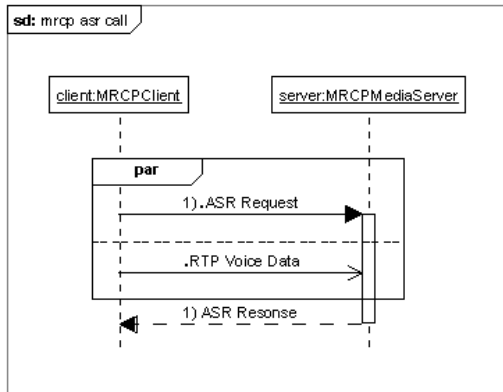 sd: mrcp asr call
client:MRCPClient
server:MRCPMediaServer
par
1).ASR Request
.RTP Voice Data
1) ASR Resonse